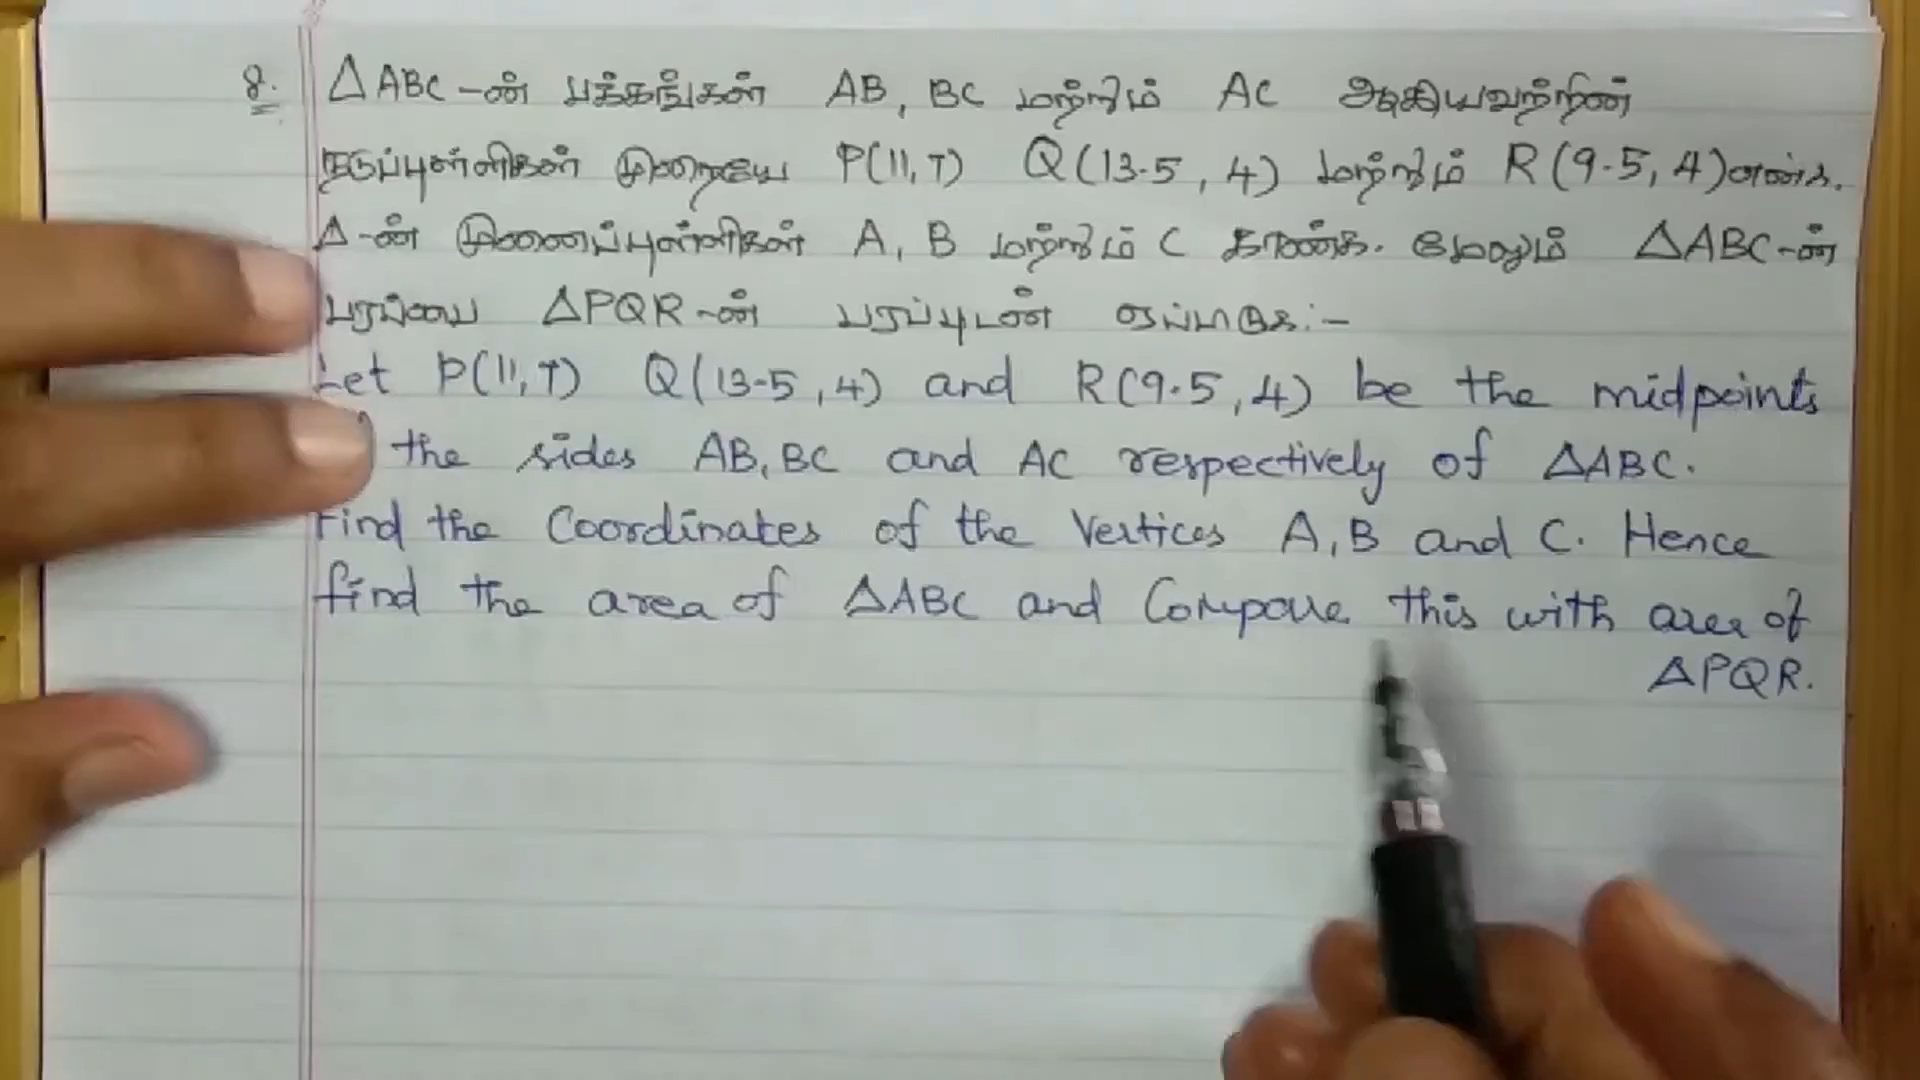 8. ΔABC-ன் பக்கங்கள் AB, BC மற்றும் AC ஆகியவற்றின்
நடுப்புள்ளிகள் முறையே P(11,7) Q(13.5, 4) மற்றும் R(9.5, 4) என்க.
Δ-ன் முனைப்புள்ளிகள் A, B மற்றும் C காண்க. மேலும் ΔABC-ன்
பரப்பை ΔPQR-ன் பரப்புடன் ஒப்பிடுக:-
Let P(11,7) Q(13.5, 4) and R(9.5, 4) be the midpoints
the sides AB, BC and AC respectively of ΔABC.
Find the Coordinates of the Vertices A, B and C. Hence
find the area of ΔABC and Compare this with area of
ΔPQR.